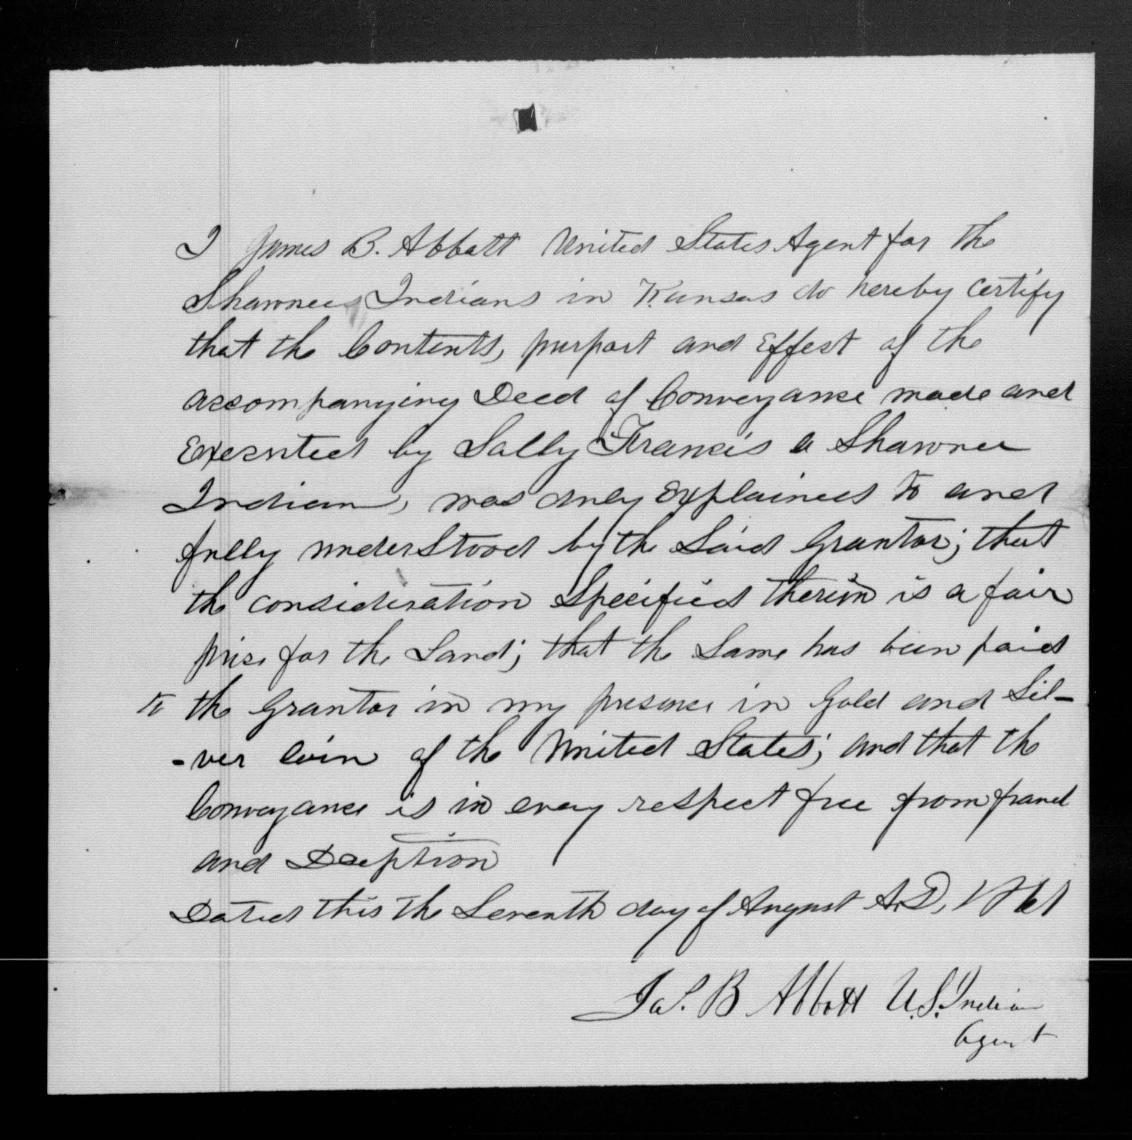 I James B. Abbott United States Agent for the
Shawnees Indians in Kansas do hereby certify
that the Contents, purport and Effect of the
accompanying Deed of Conveyance made and
Executed by Sally Francis a Shawnee
Indian, was duly Explained to and
fully understood by the Said Grantor; that
the consideration Specified therein is a fair
price for the Land; that the Same has been paid
to the Grantor in my presence in Gold and Sil-
-ver Coin of the United States; and that the
Conveyance is in every respect free from fraud
and Deception
Dated this the Seventh day of August A.D. 1861
Jas. B Abbott U.S. Indian
Agent